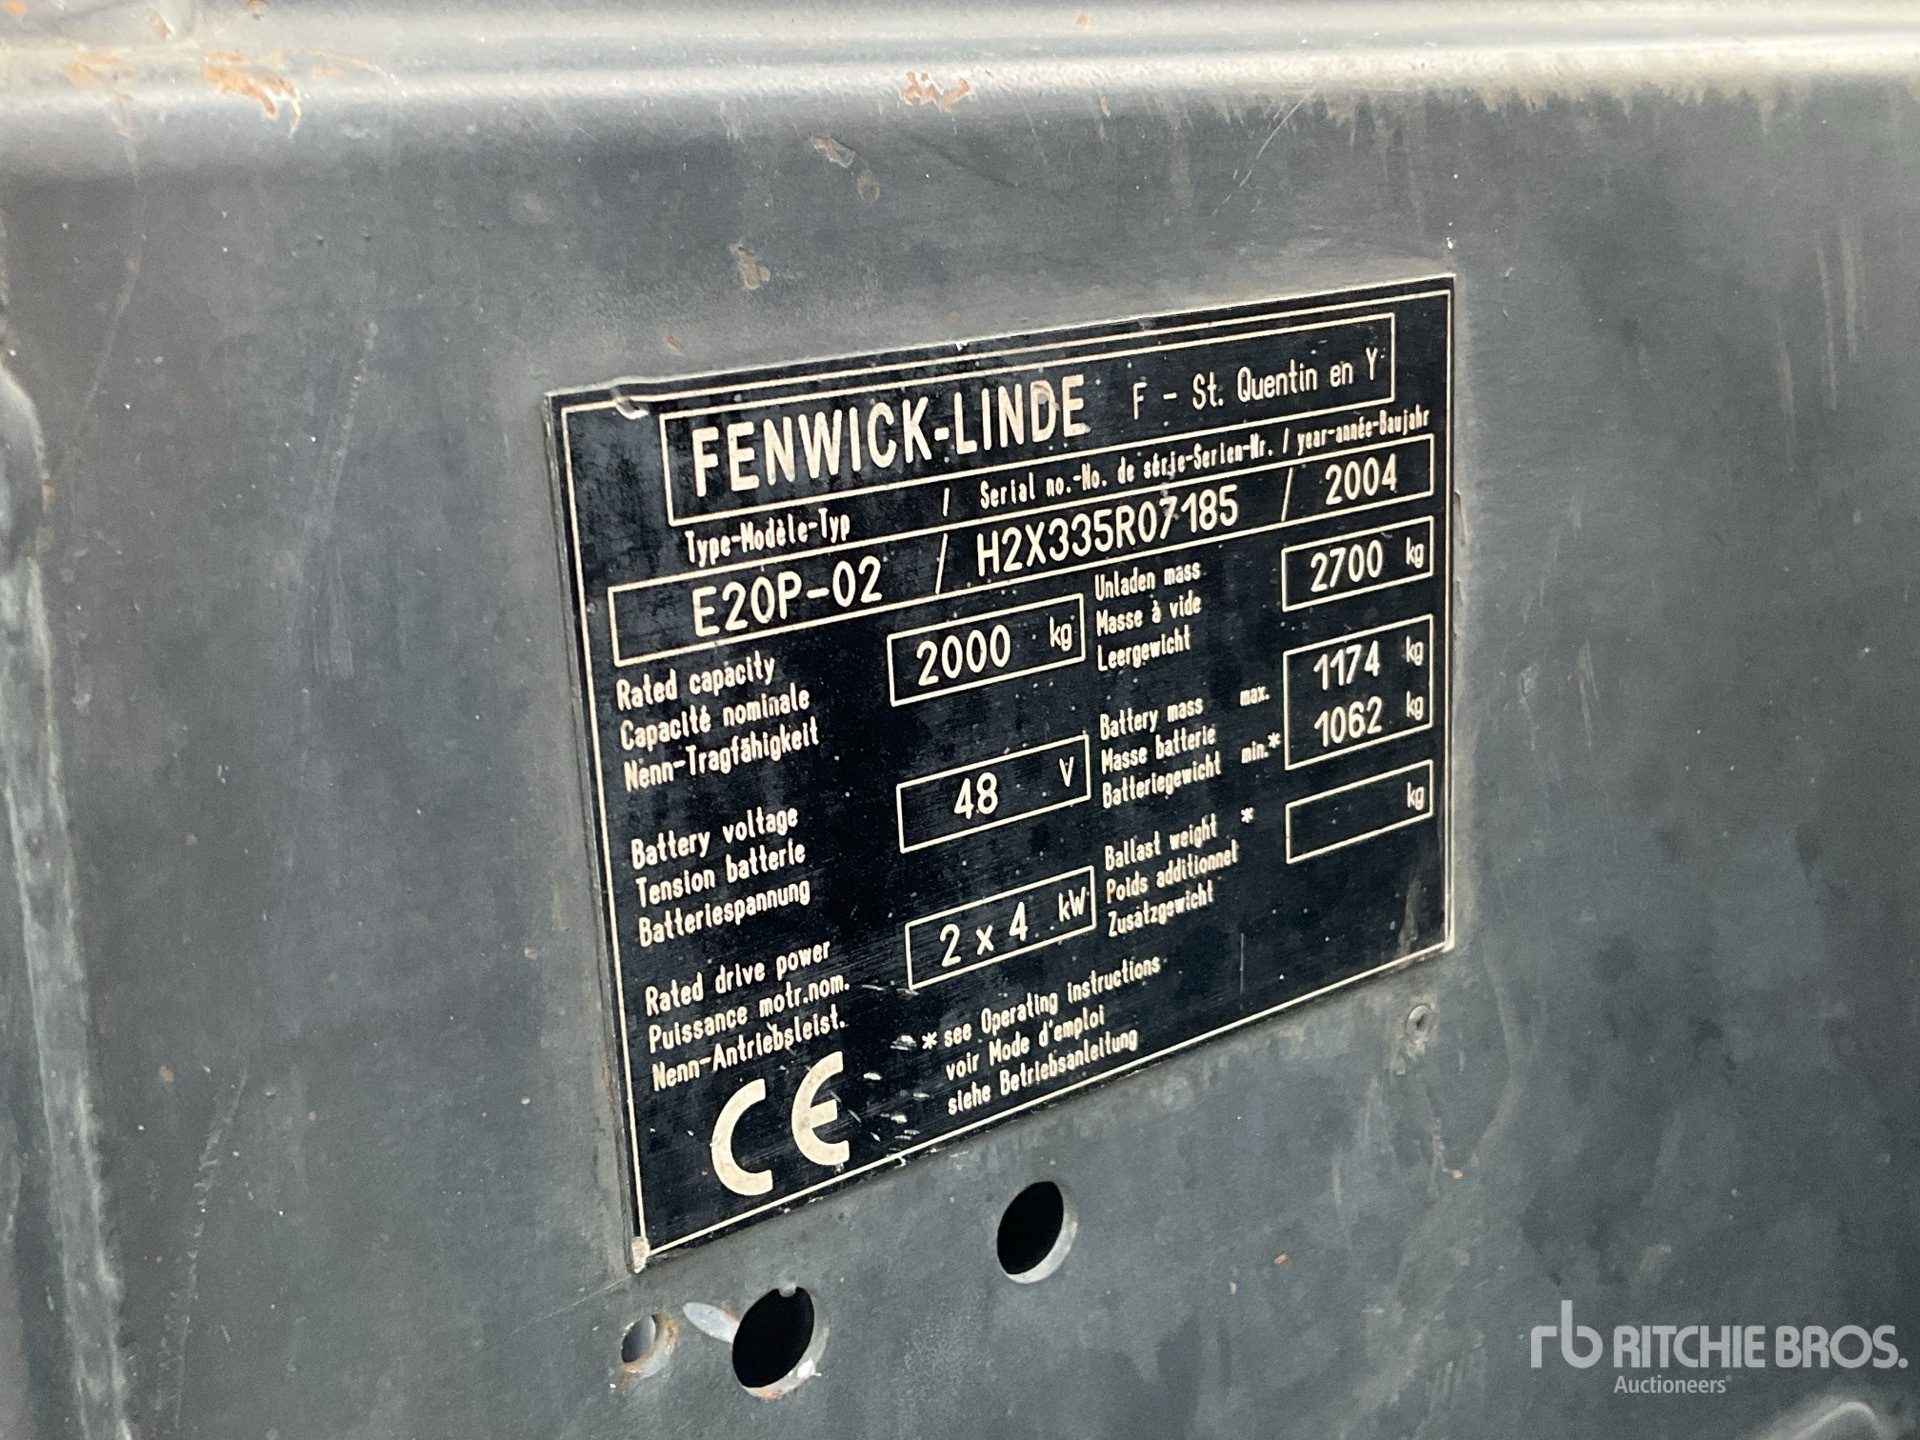 FENWICK-LINDE F - St. Quentin en Y
Type-Modèle-Typ / Serial no.-No. de série-Serien-Nr. / year-année-Baujahr
E20P-02 / H2X335R07185 / 2004
Rated capacity
Capacité nominale
Nenn-Tragfähigkeit
2000 kg
Unladen mass
Masse à vide
Leergewicht
2700 kg
Battery voltage
Tension batterie
Batteriespannung
48 V
Battery mass max.
Masse batterie
Batteriegewicht min.*
1174 kg
1062 kg
Rated drive power
Puissance motr.nom.
Nenn-Antriebsleist.
2 x 4 kW
Ballast weight *
Poids additionnel
Zusatzgewicht
kg
CE
* see Operating instructions
voir Mode d'emploi
siehe Betriebsanleitung
rb RITCHIE BROS.
Auctioneers